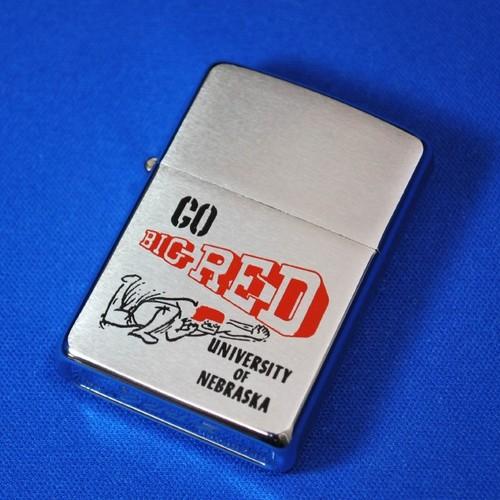 GO
BIG RED
UNIVERSITY
OF
NEBRASKA